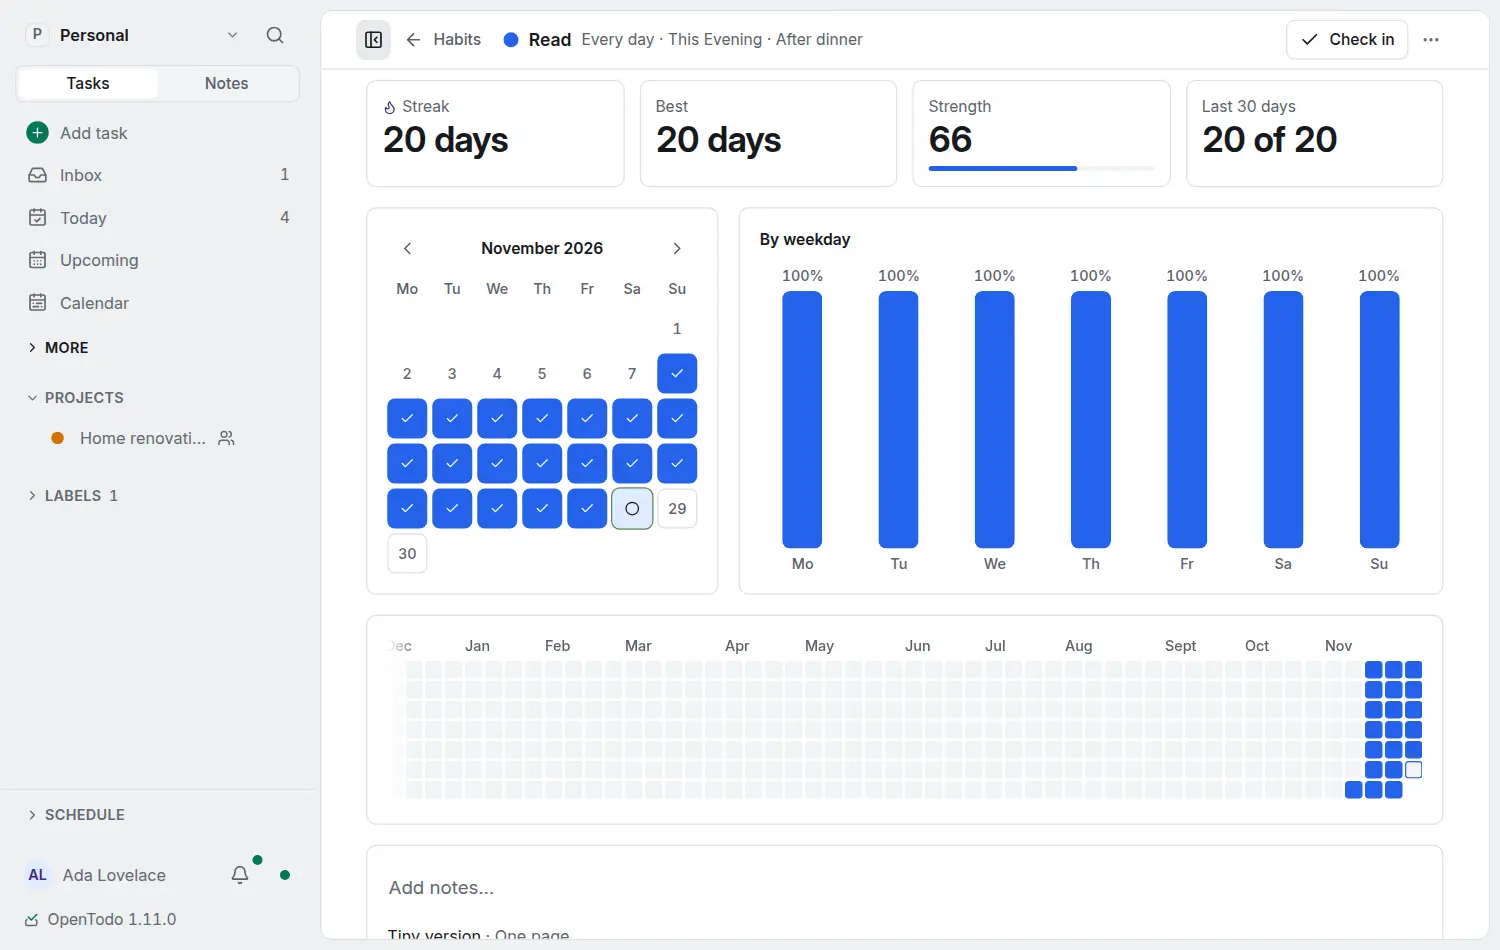 P Personal
Tasks Notes
Add task
Inbox 1
Today 4
Upcoming
Calendar
MORE
PROJECTS
Home renovati...
LABELS 1
SCHEDULE
AL Ada Lovelace
OpenTodo 1.11.0
Habits Read Every day · This Evening · After dinner Check in
Streak
20 days
Best
20 days
Strength
66
Last 30 days
20 of 20
November 2026
Mo Tu We Th Fr Sa Su
1
2 3 4 5 6 7
29
30
By weekday
100% 100% 100% 100% 100% 100% 100%
Mo Tu We Th Fr Sa Su
Dec Jan Feb Mar Apr May Jun Jul Aug Sept Oct Nov
Add notes...
Tiny version · One page